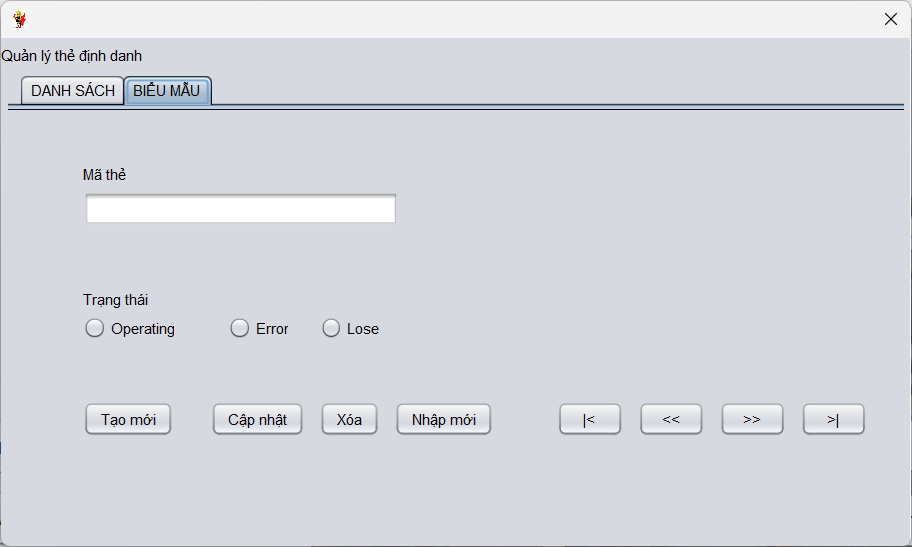 Quản lý thẻ định danh
DANH SÁCH BIỂU MẪU
Mã thẻ
Trạng thái
Operating Error Lose
Tạo mới Cập nhật Xóa Nhập mới |< << >> >|